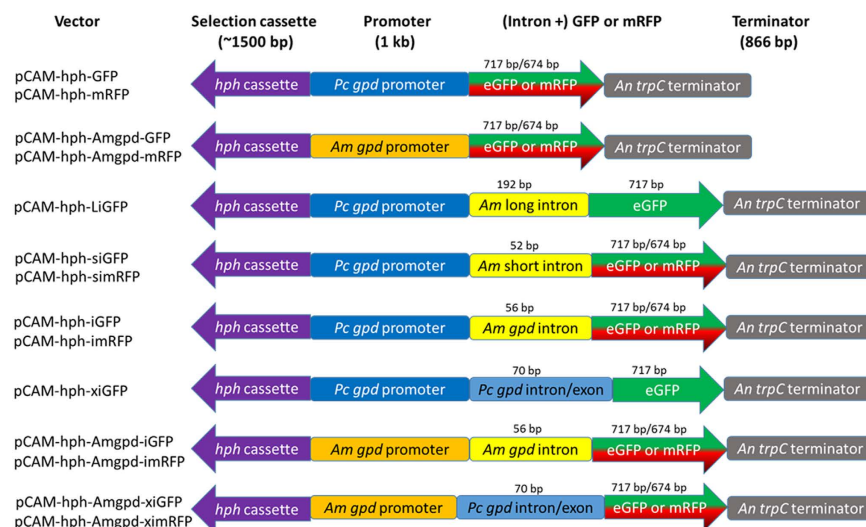 Vector Selection cassette Promoter (Intron +) GFP or mRFP Terminator
(~1500 bp) (1 kb) (866 bp)
717 bp/674 bp
pCAM-hph-GFP
pCAM-hph-mRFP
hph cassette Pc gpd promoter eGFP or mRFP An trpC terminator
717 bp/674 bp
pCAM-hph-Amgpd-GFP
pCAM-hph-Amgpd-mRFP
hph cassette Am gpd promoter eGFP or mRFP An trpC terminator
192 bp 717 bp
pCAM-hph-LiGFP hph cassette Pc gpd promoter Am long intron eGFP An trpC terminator
52 bp 717 bp/674 bp
pCAM-hph-siGFP
pCAM-hph-simRFP
hph cassette Pc gpd promoter Am short intron eGFP or mRFP An trpC terminator
56 bp 717 bp/674 bp
pCAM-hph-iGFP
pCAM-hph-imRFP
hph cassette Pc gpd promoter Am gpd intron eGFP or mRFP An trpC terminator
70 bp 717 bp
pCAM-hph-xiGFP hph cassette Pc gpd promoter Pc gpd intron/exon eGFP An trpC terminator
56 bp 717 bp/674 bp
pCAM-hph-Amgpd-iGFP
pCAM-hph-Amgpd-imRFP
hph cassette Am gpd promoter Am gpd intron eGFP or mRFP An trpC terminator
70 bp 717 bp/674 bp
pCAM-hph-Amgpd-xiGFP
pCAM-hph-Amgpd-ximRFP
hph cassette Am gpd promoter Pc gpd intron/exon eGFP or mRFP An trpC terminator